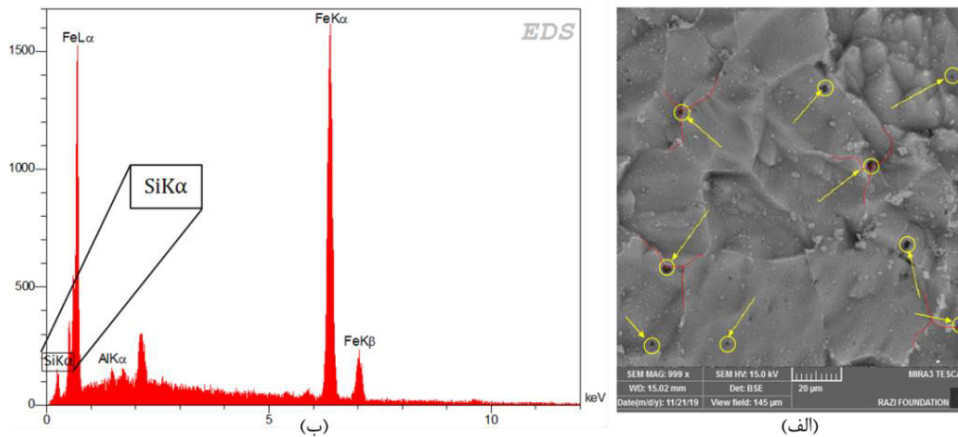 EDS
1500
1000
500
0
FeLα
FeKα
SiKα
SiKα
AlKα
FeKβ
0
5
10
keV
(ب)
SEM MAG: 999 x
SEM HV: 15.0 kV
WD: 15.02 mm
Det: BSE
20 µm
MIRA3 TESCA
Date(m/d/y): 11/21/19
View field: 145 µm
RAZI FOUNDATION
(الف)